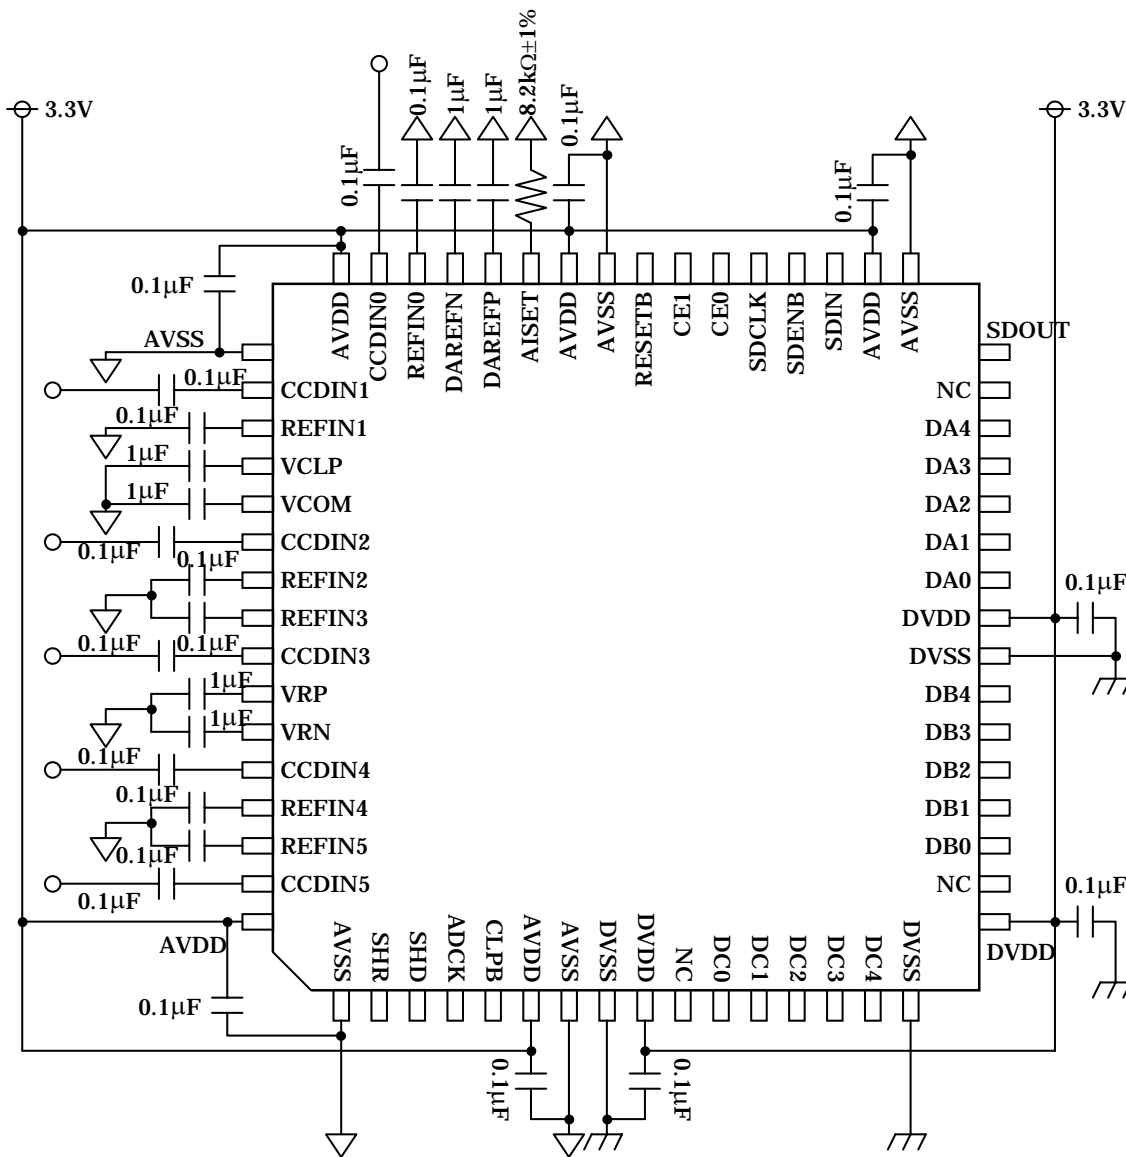 0.1µF
1µF
1µF
8.2kΩ±1%
3.3V
0.1µF
3.3V
0.1µF
0.1µF
0.1µF
AVDD
CCDIN0
REFIN0
DAREFN
DAREFP
AISET
AVDD
AVSS
RESETB
CE1
CE0
SDCLK
SDENB
SDIN
AVDD
AVSS
AVSS
0.1µF
CCDIN1
0.1µF
REFIN1
1µF
VCLP
1µF
VCOM
0.1µF
CCDIN2
0.1µF
REFIN2
REFIN3
0.1µF
0.1µF
CCDIN3
1µF
VRP
1µF
VRN
0.1µF
CCDIN4
0.1µF
REFIN4
0.1µF
REFIN5
0.1µF
CCDIN5
AVDD
0.1µF
SDOUT
NC
DA4
DA3
DA2
DA1
DA0
0.1µF
DVDD
DVSS
DB4
DB3
DB2
DB1
DB0
0.1µF
NC
DVDD
AVSS
SHR
SHD
ADCK
CLPB
AVDD
AVSS
DVSS
DVDD
NC
DC0
DC1
DC2
DC3
DC4
DVSS
0.1µF
0.1µF